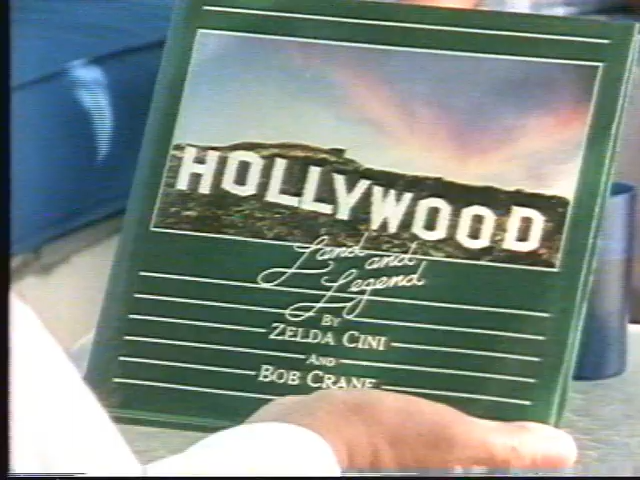 HOLLYWOOD
Land and
Legend
BY
ZELDA CINI
AND
BOB CRANE